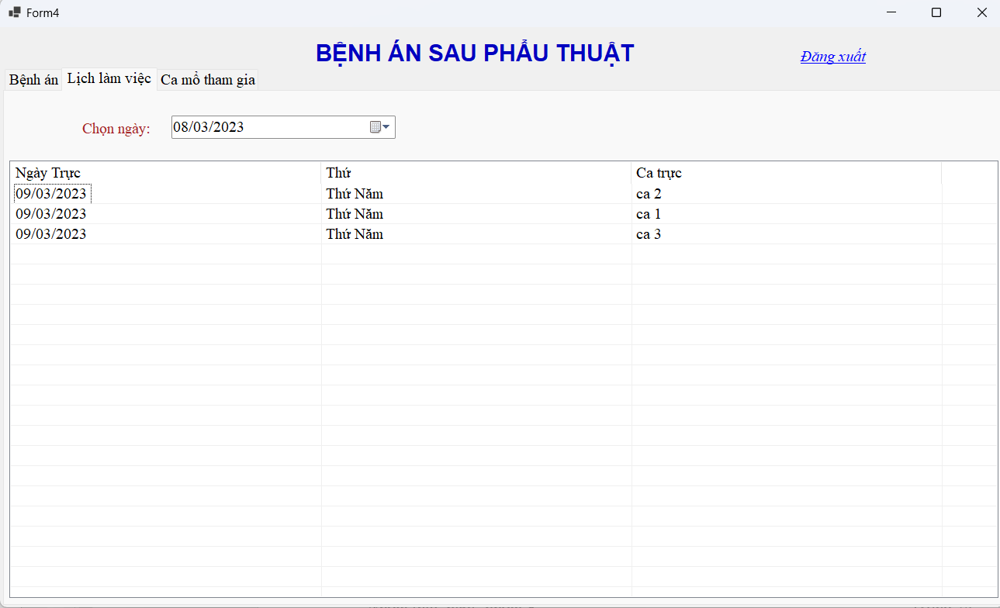 Form4
BỆNH ÁN SAU PHẨU THUẬT
Đăng xuất
Bệnh án Lịch làm việc Ca mổ tham gia
Chọn ngày: 08/03/2023
Ngày Trực Thứ Ca trực
09/03/2023 Thứ Năm ca 2
09/03/2023 Thứ Năm ca 1
09/03/2023 Thứ Năm ca 3